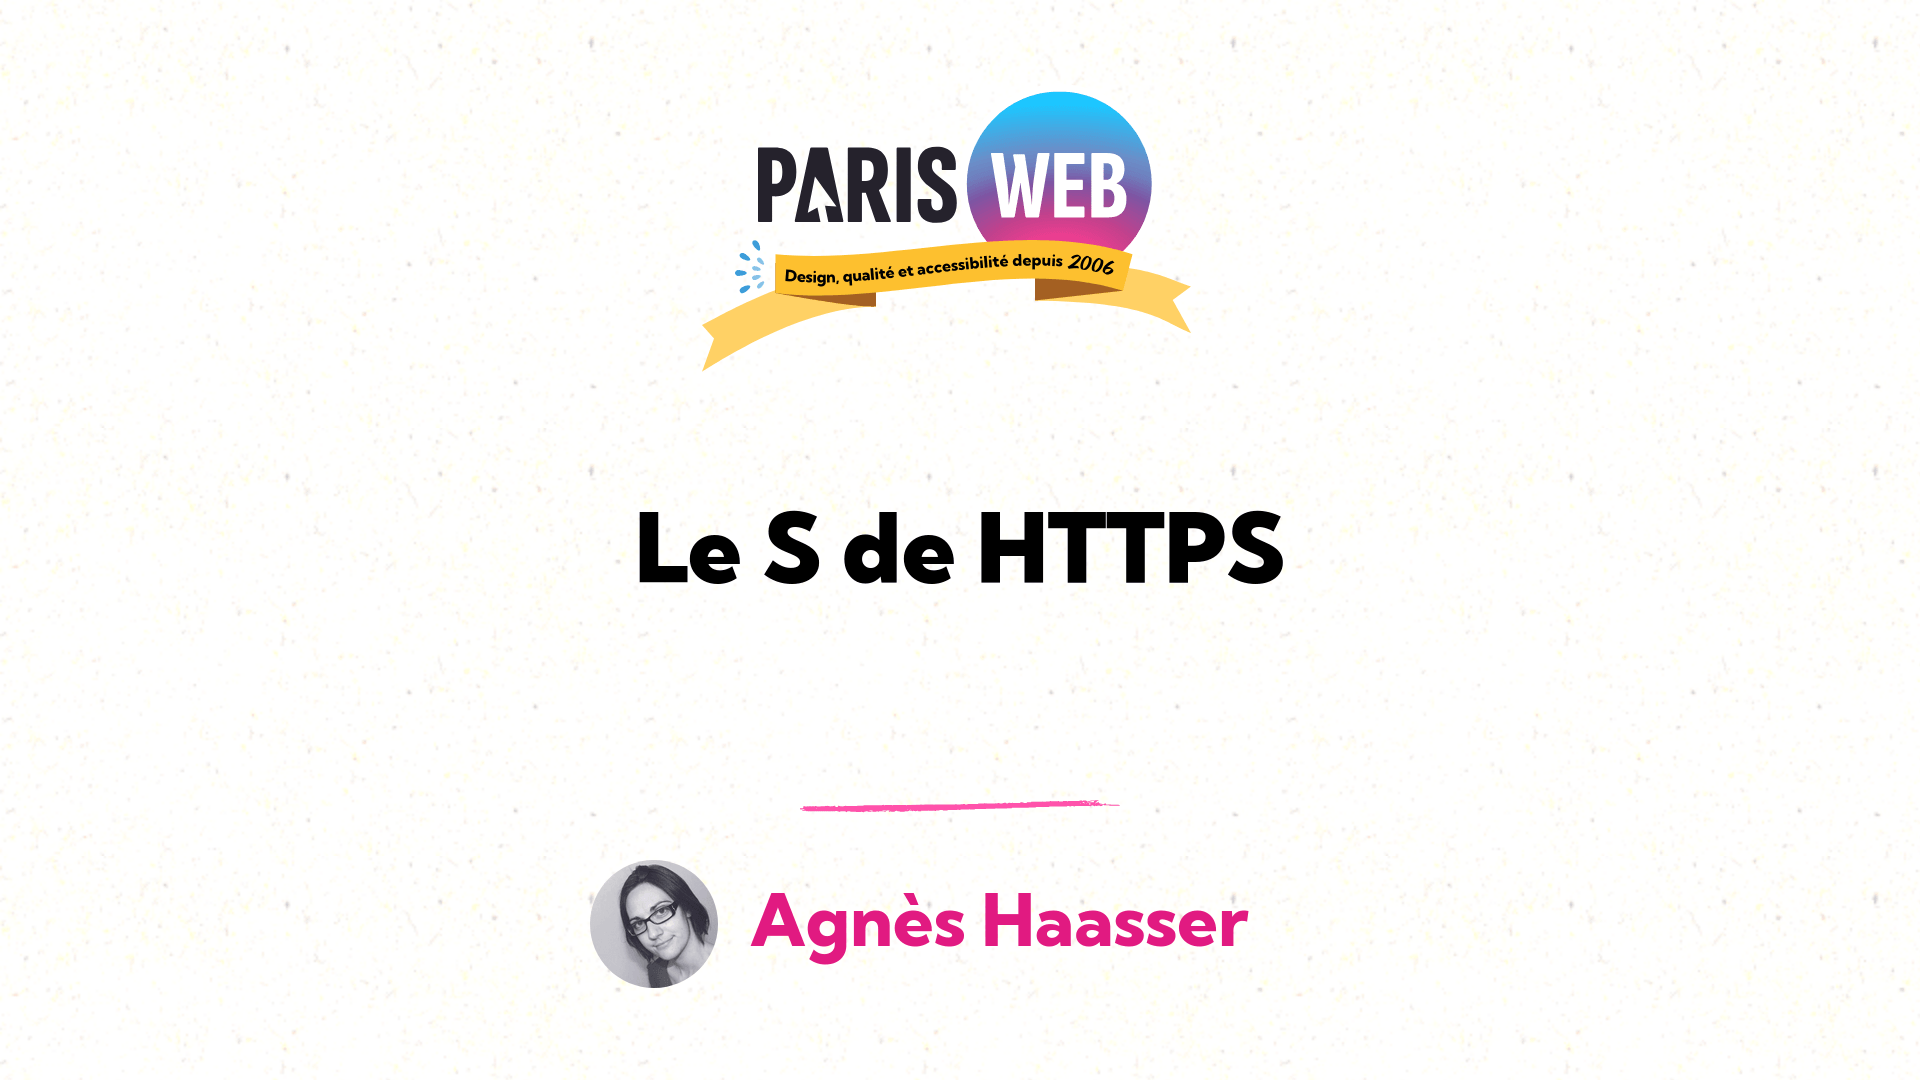 PARIS WEB
Design, qualité et accessibilité depuis 2006
Le S de HTTPS
Agnès Haasser